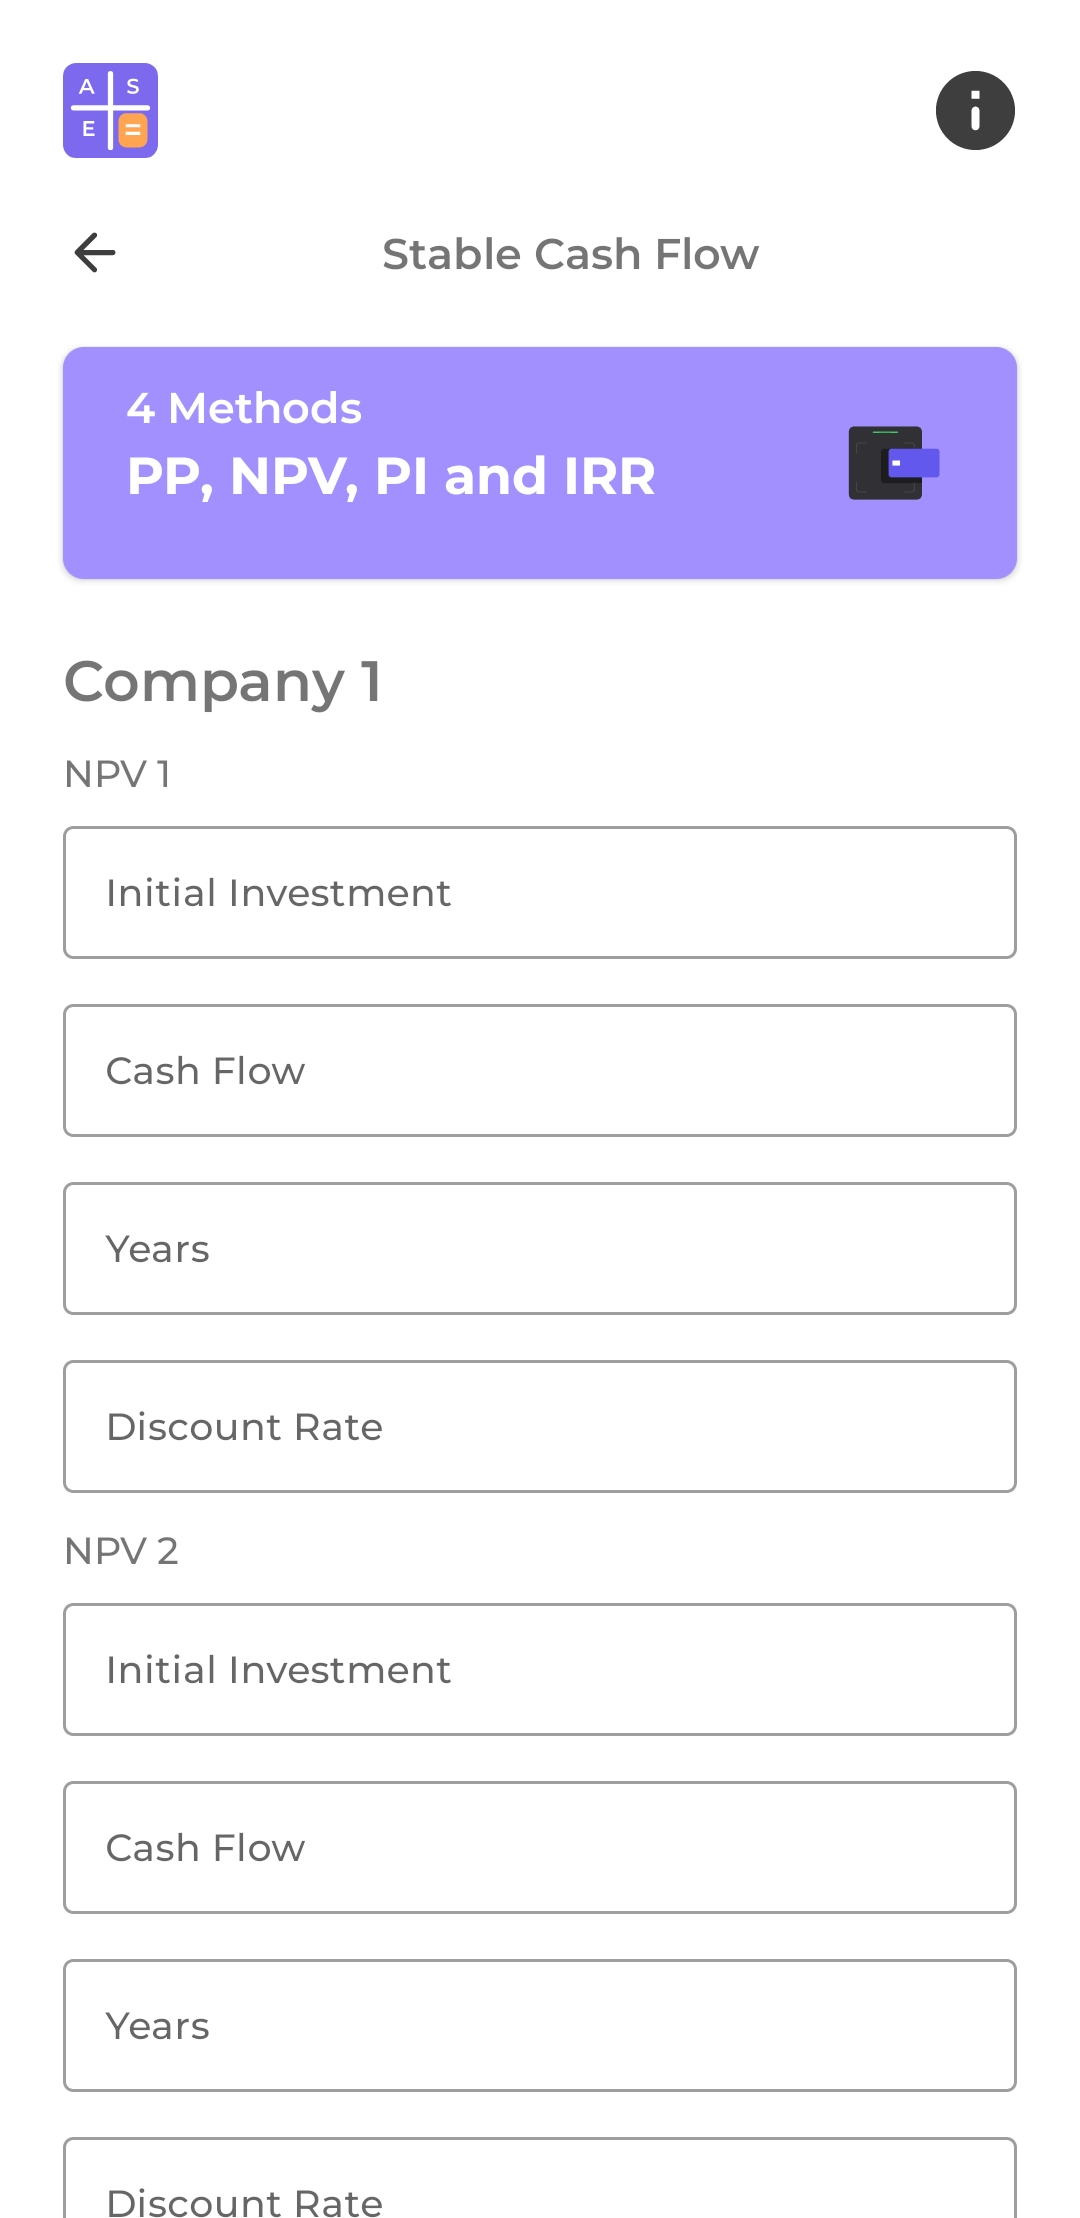 A S
E =
i
Stable Cash Flow
4 Methods
PP, NPV, PI and IRR
Company 1
NPV 1
Initial Investment
Cash Flow
Years
Discount Rate
NPV 2
Initial Investment
Cash Flow
Years
Discount Rate